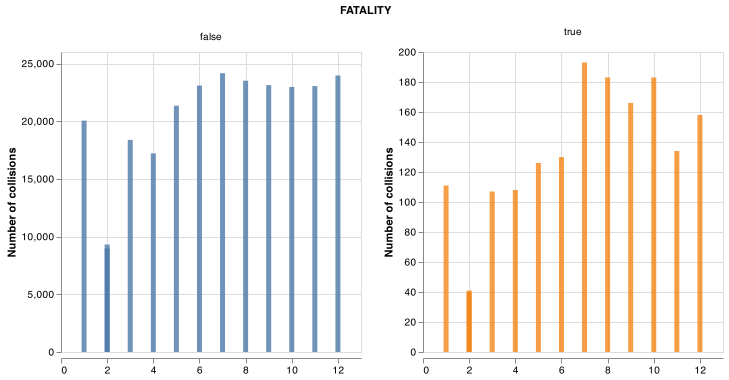 FATALITY
false
true
Number of collisions
25,000
20,000
15,000
10,000
5,000
0
0 2 4 6 8 10 12
Number of collisions
200
180
160
140
120
100
80
60
40
20
0
0 2 4 6 8 10 12